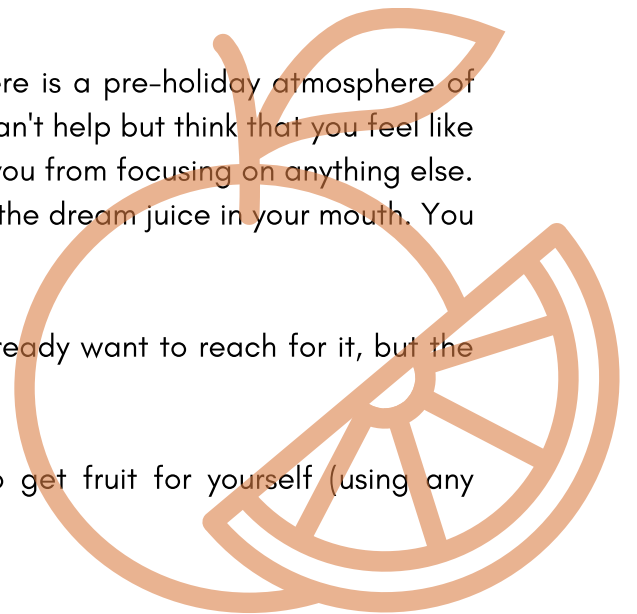 re is a pre-holiday atmosphere of
an't help but think that you feel like
you from focusing on anything else.
the dream juice in your mouth. You
ready want to reach for it, but the
get fruit for yourself (using any